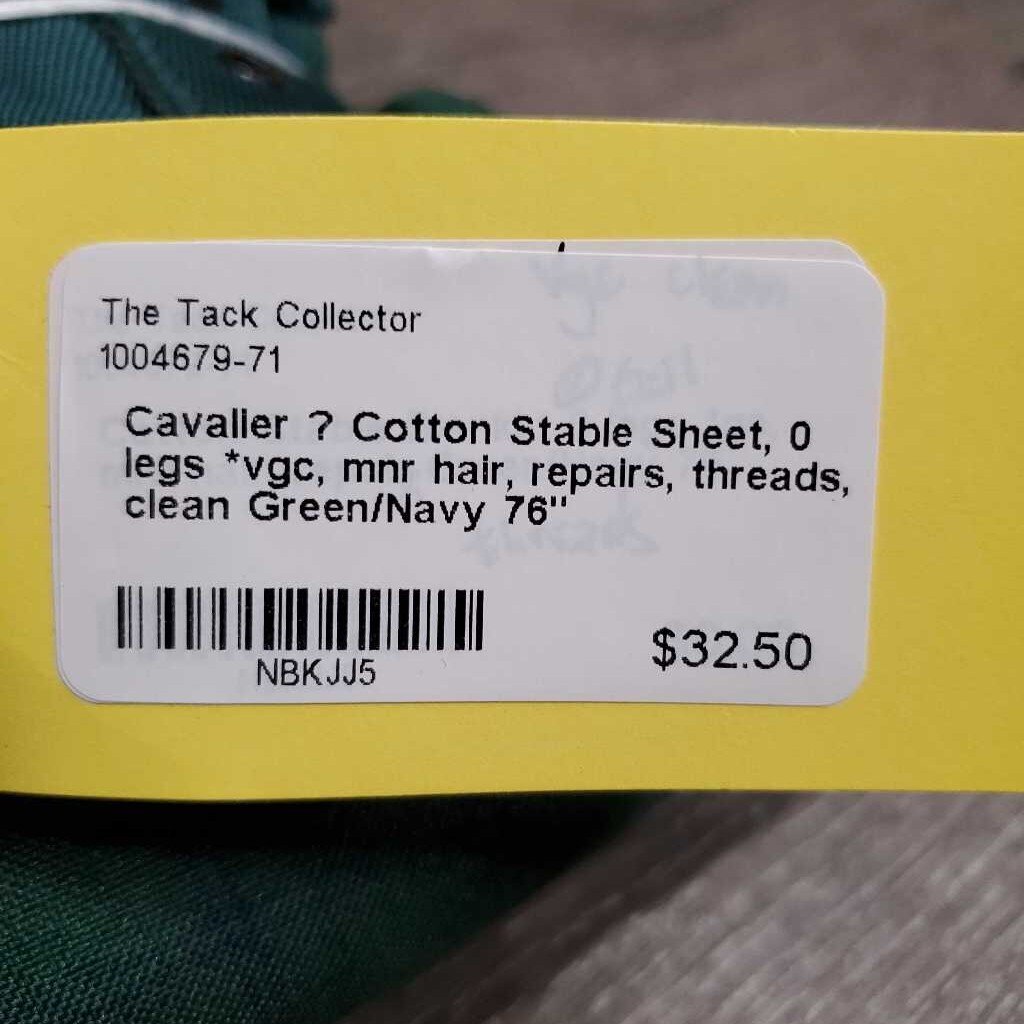 The Tack Collector
1004679-71
Cavalier ? Cotton Stable Sheet, 0
legs *vgc, mnr hair, repairs, threads,
clean Green/Navy 76"
NBKJJ5
$32.50